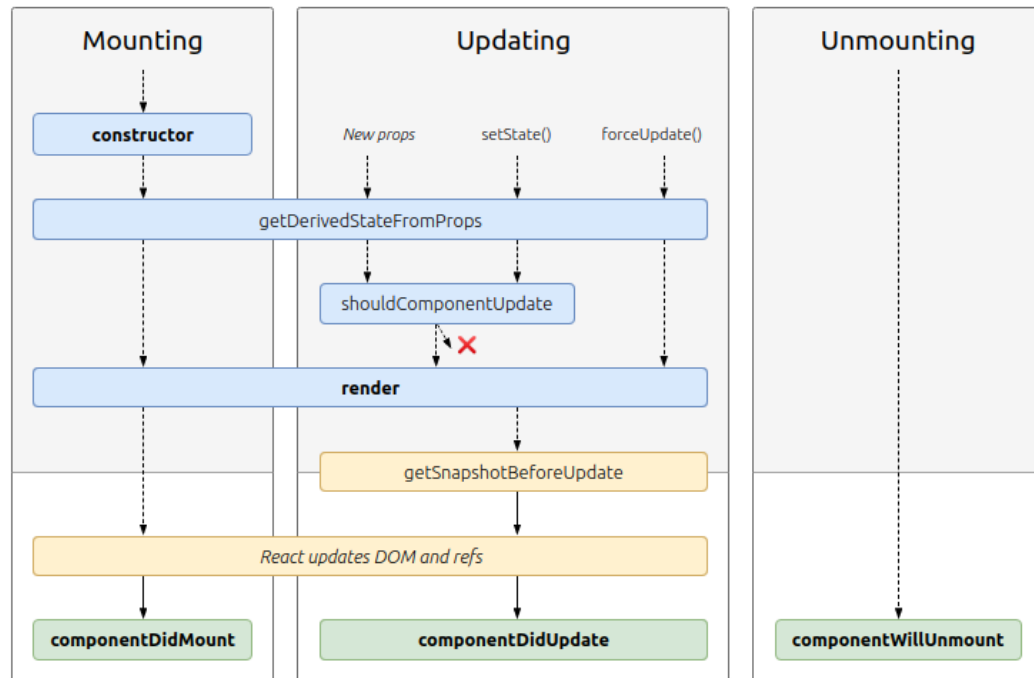 Mounting
Updating
Unmounting
constructor
New props
setState()
forceUpdate()
getDerivedStateFromProps
shouldComponentUpdate
render
getSnapshotBeforeUpdate
React updates DOM and refs
componentDidMount
componentDidUpdate
componentWillUnmount